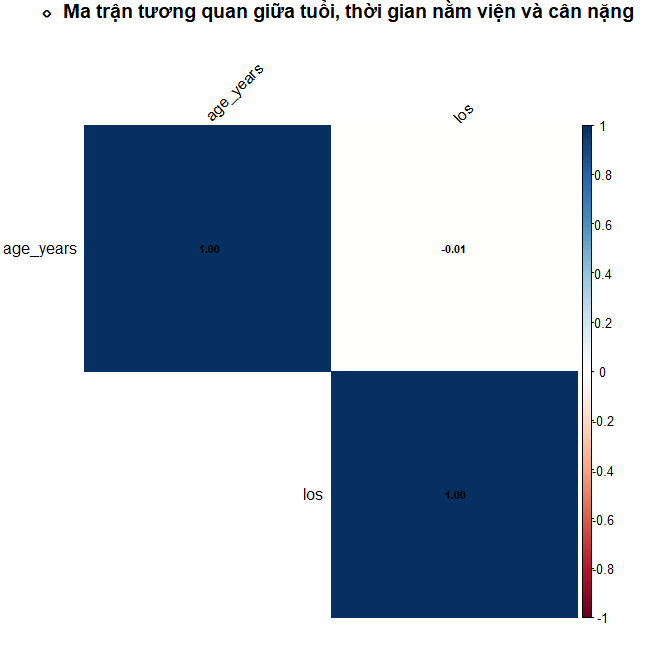 Ma trận tương quan giữa tuổi, thời gian nằm viện và cân nặng
age_years
los
1
0.8
0.6
0.4
0.2
0
-0.2
-0.4
-0.6
-0.8
-1
age_years
1.00
-0.01
los
1.00